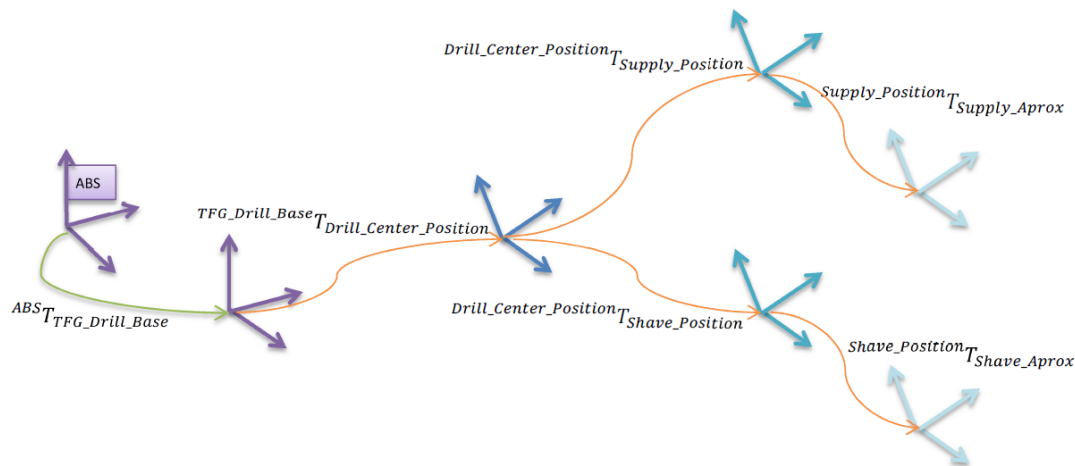 Drill_Center_Position T Supply_Position
Supply_Position T Supply_Aprox
ABS
TFG_Drill_Base T Drill_Center_Position
ABS T TFG_Drill_Base
Drill_Center_Position T Shave_Position
Shave_Position T Shave_Aprox